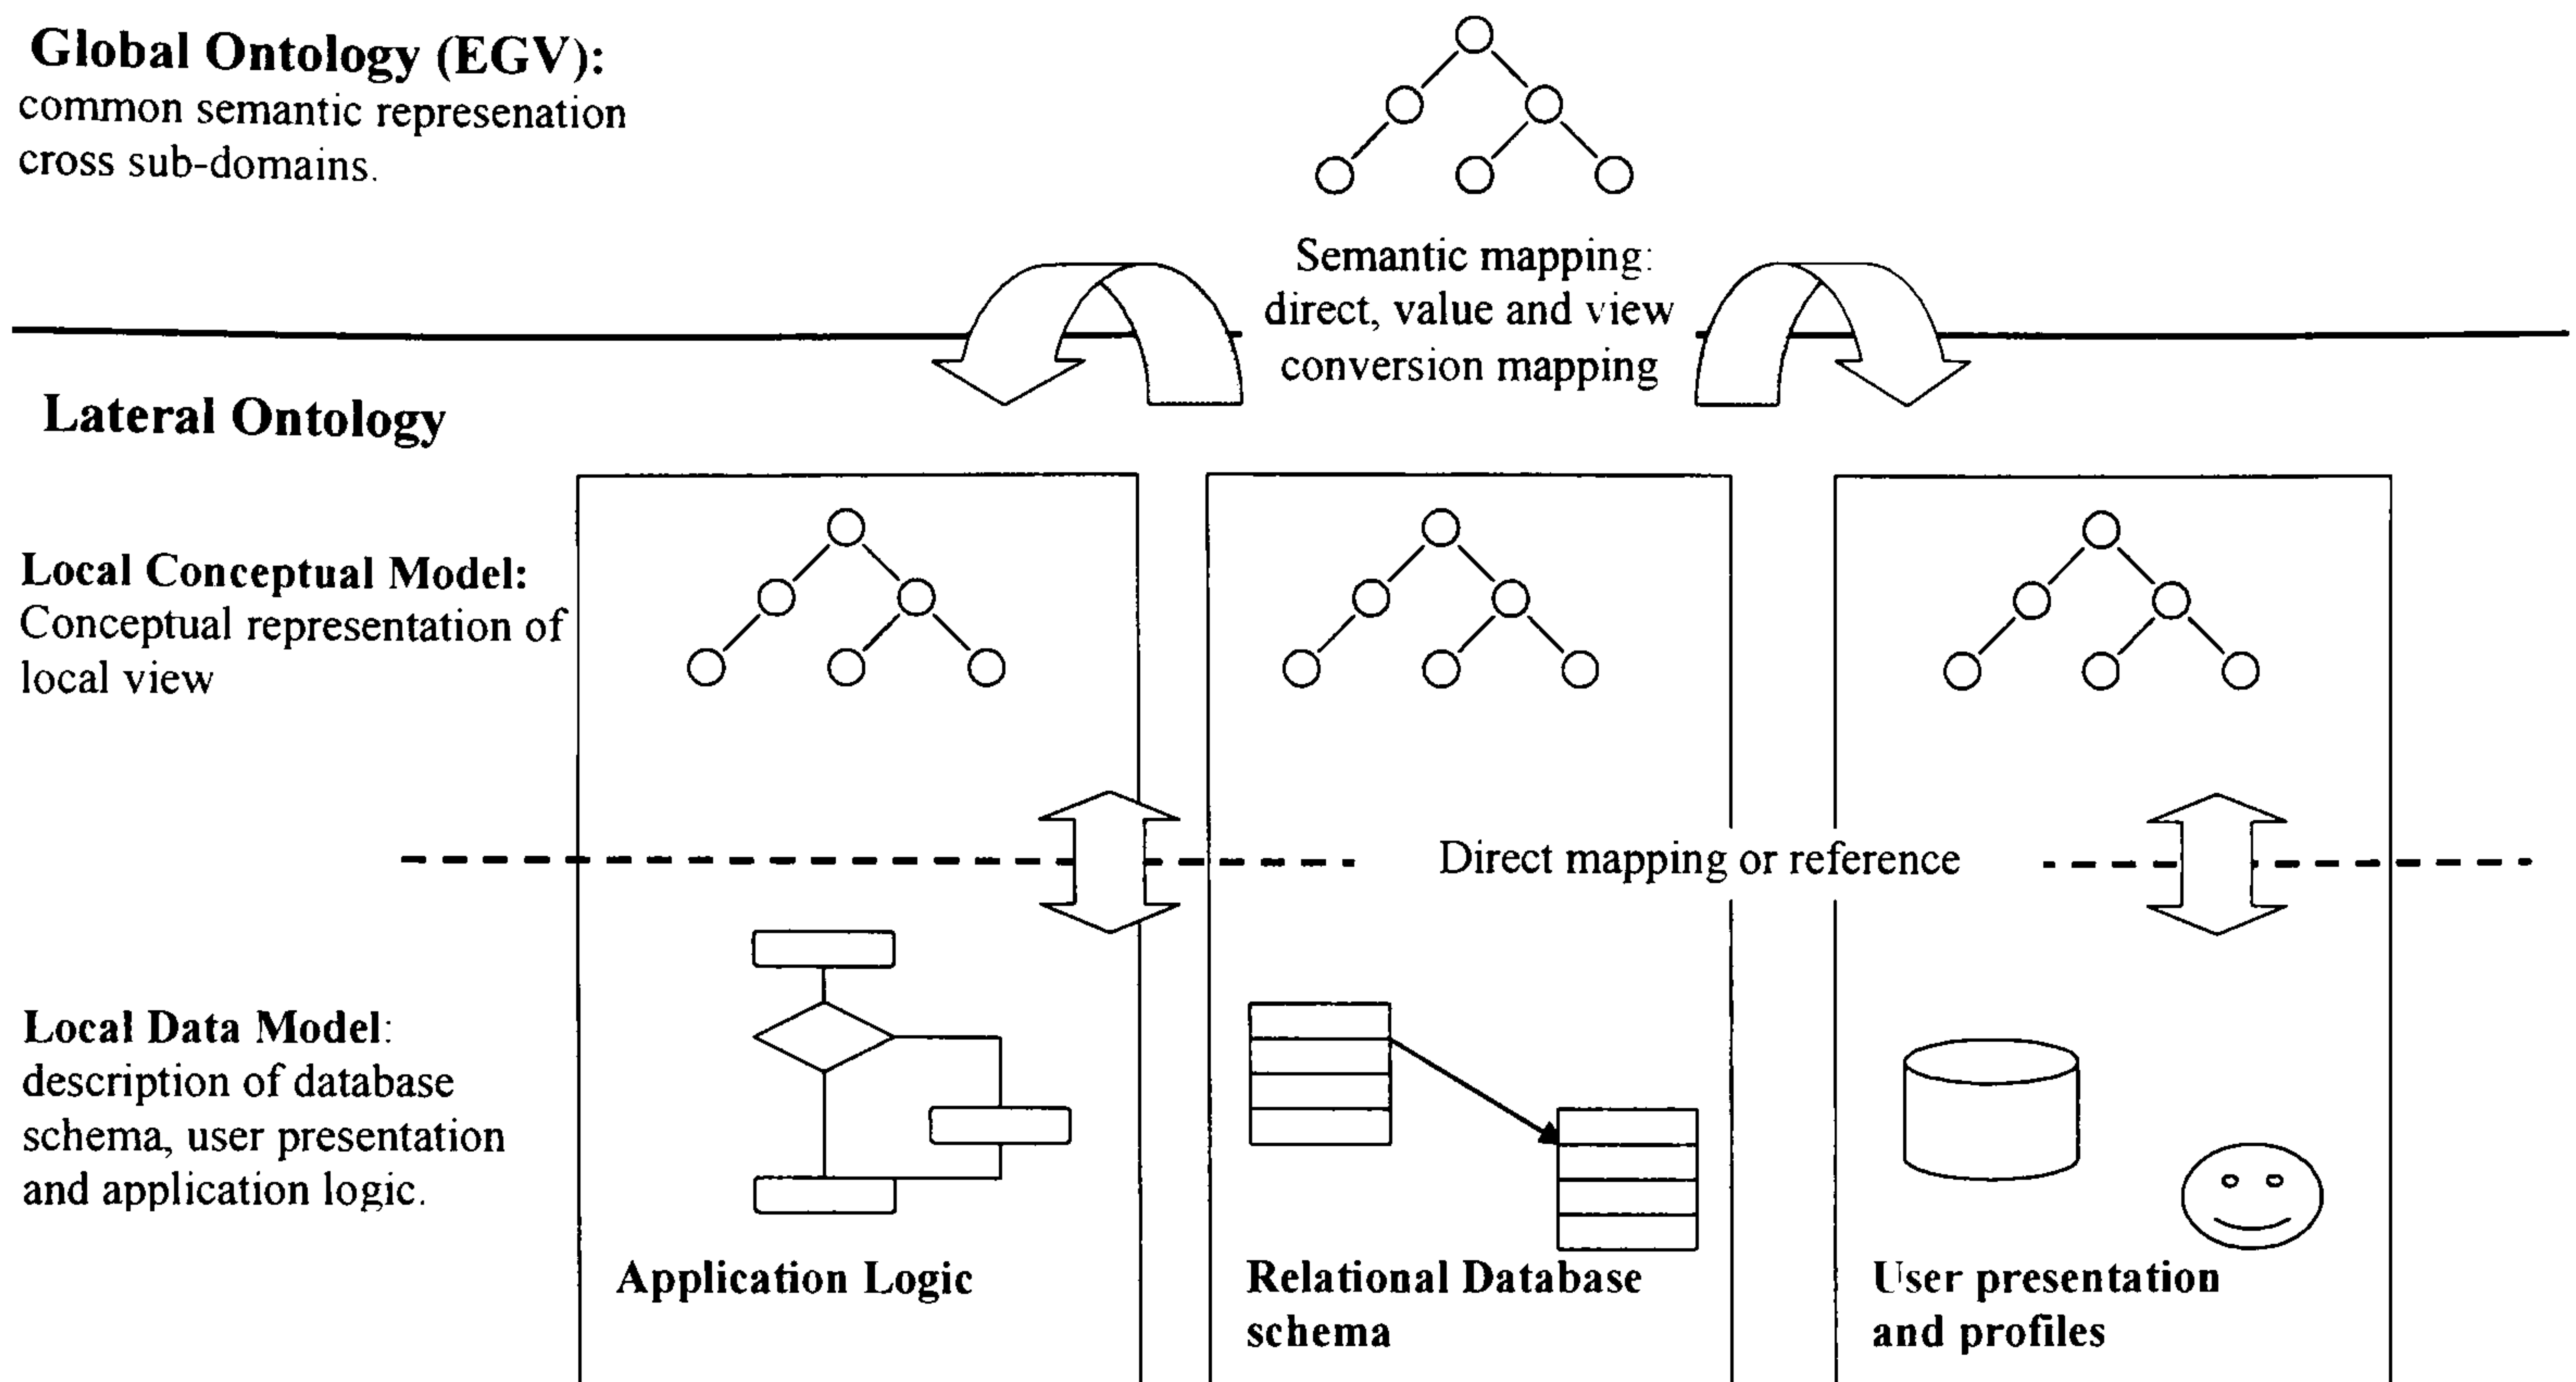 Global Ontology (EGV):
common semantic represenation
cross sub-domains.
Semantic mapping:
direct, value and view
conversion mapping
Lateral Ontology
Local Conceptual Model:
Conceptual representation of
local view
Direct mapping or reference
Local Data Model:
description of database
schema, user presentation
and application logic.
Application Logic
Relational Database
schema
User presentation
and profiles